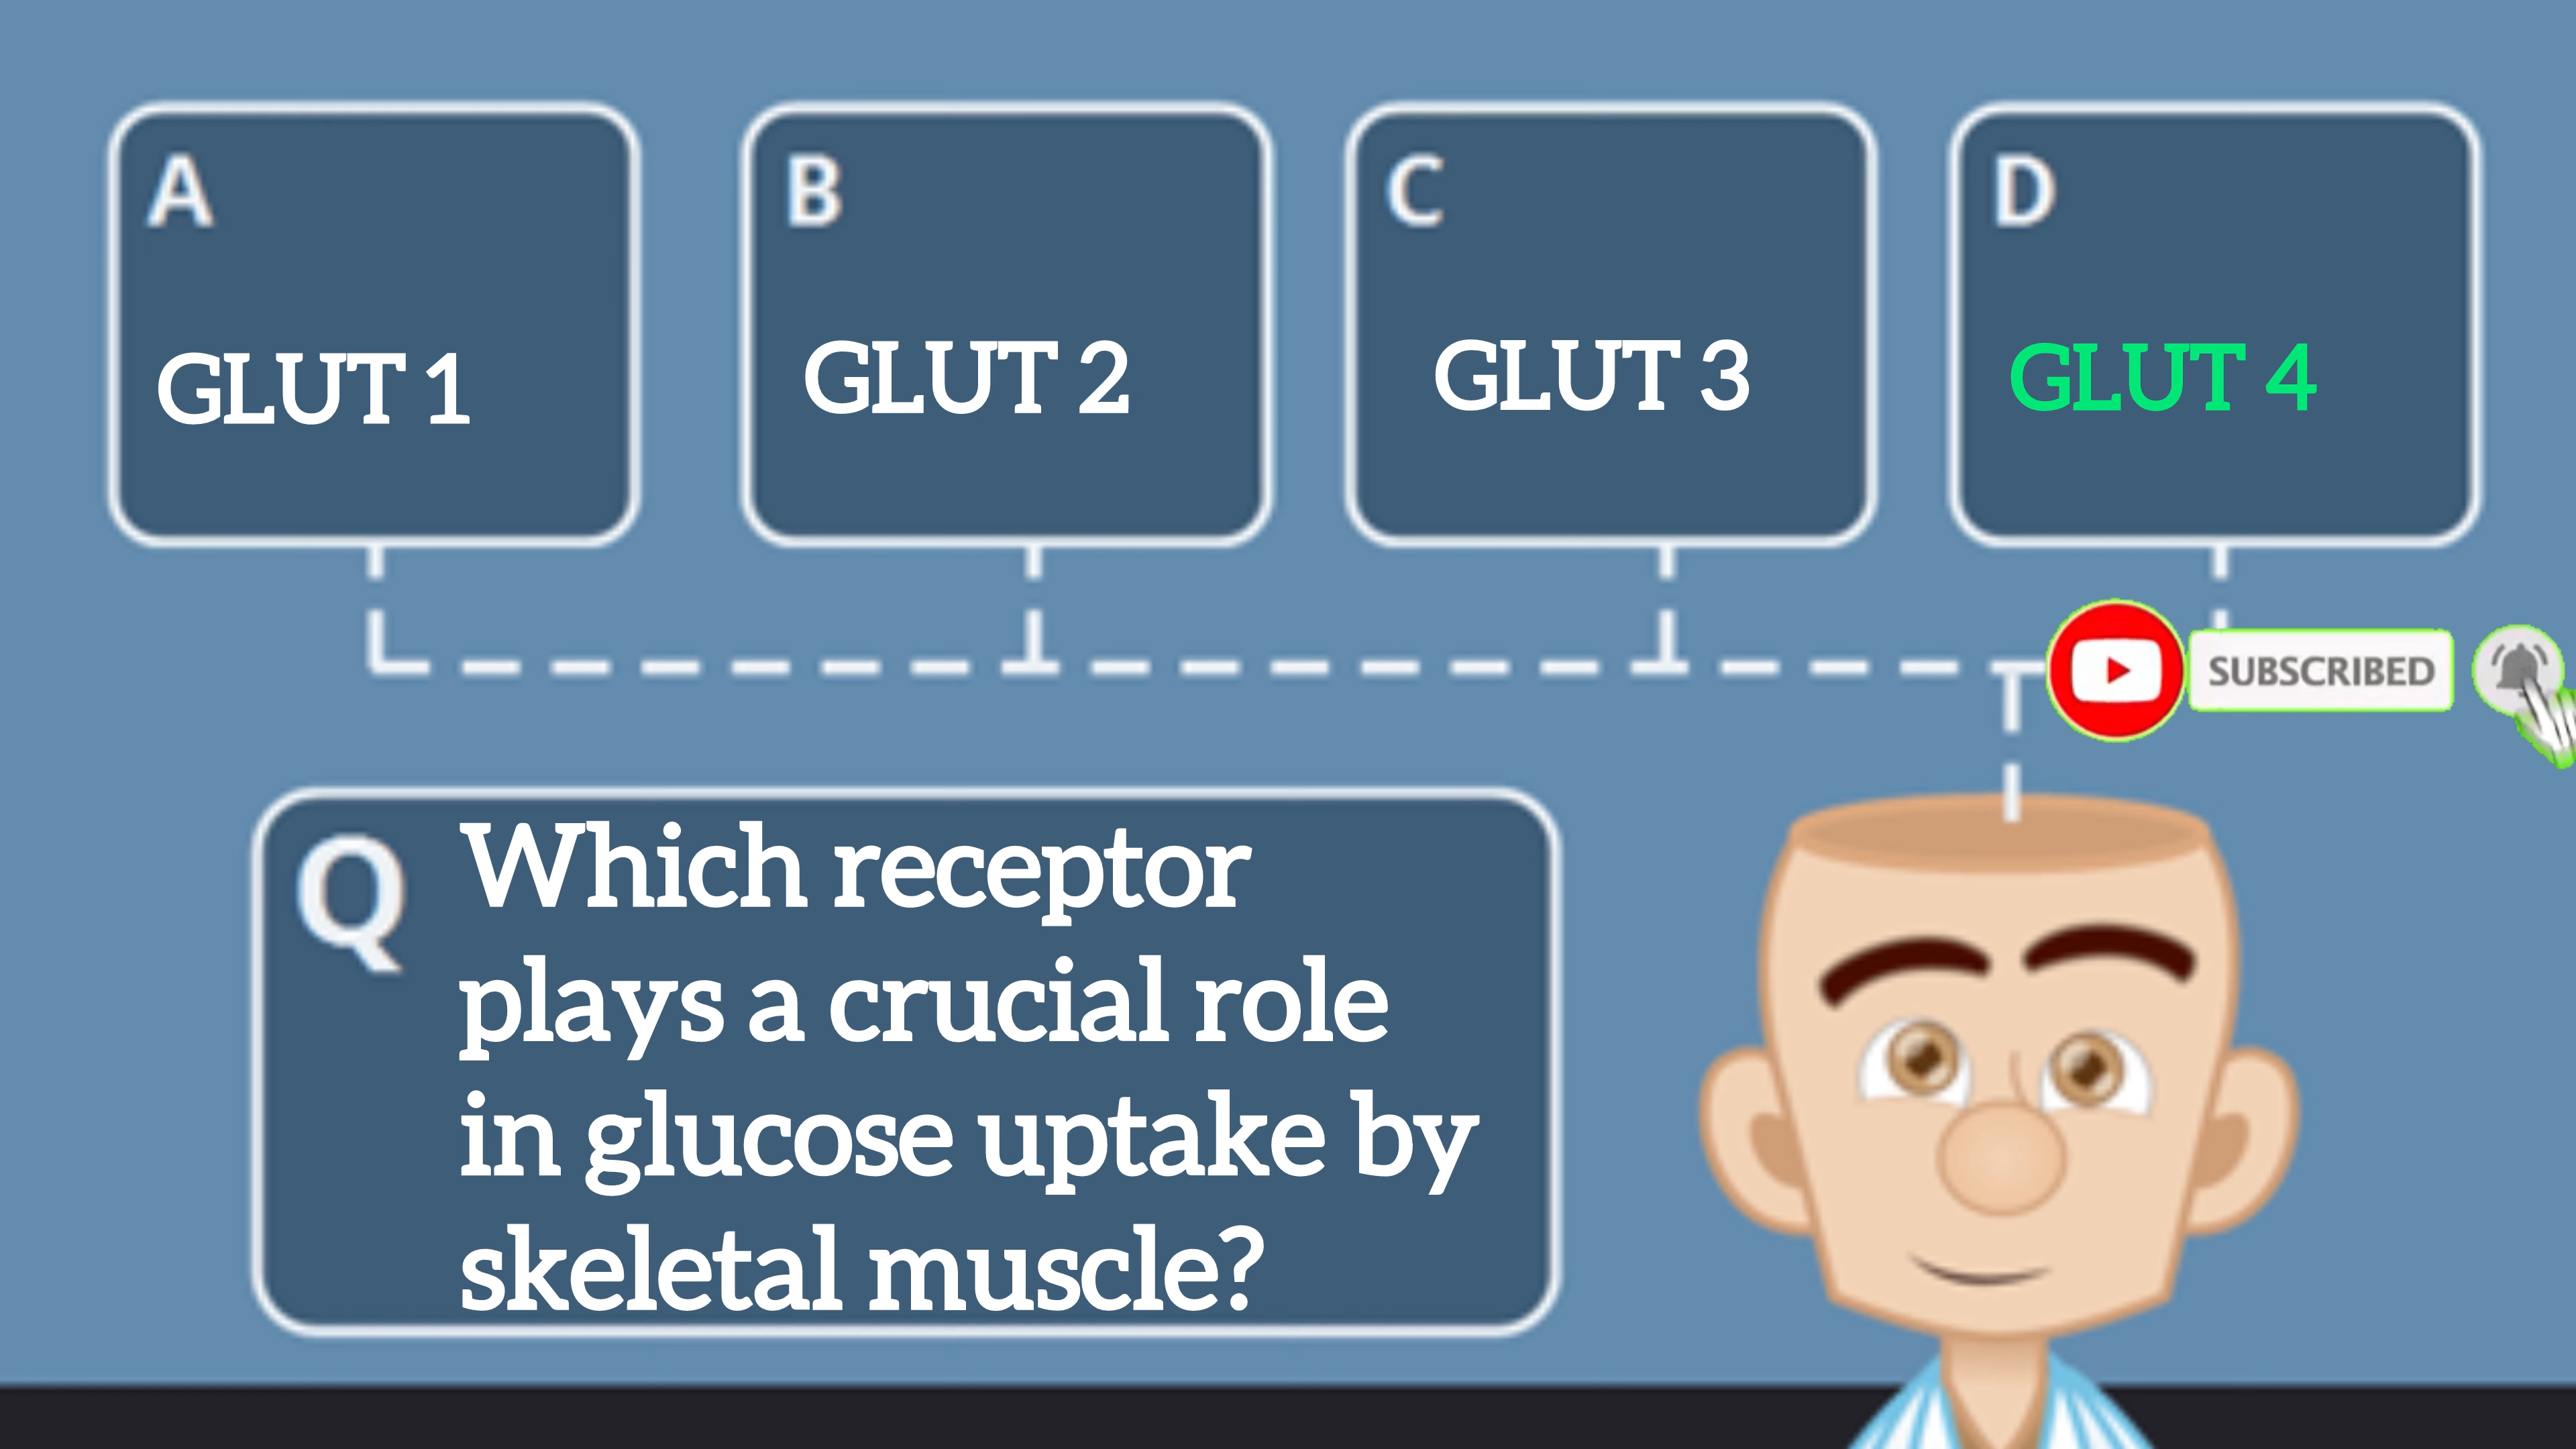 A
B
C
D
GLUT 1
GLUT 2
GLUT 3
GLUT 4
SUBSCRIBED
Q
Which receptor
plays a crucial role
in glucose uptake by
skeletal muscle?